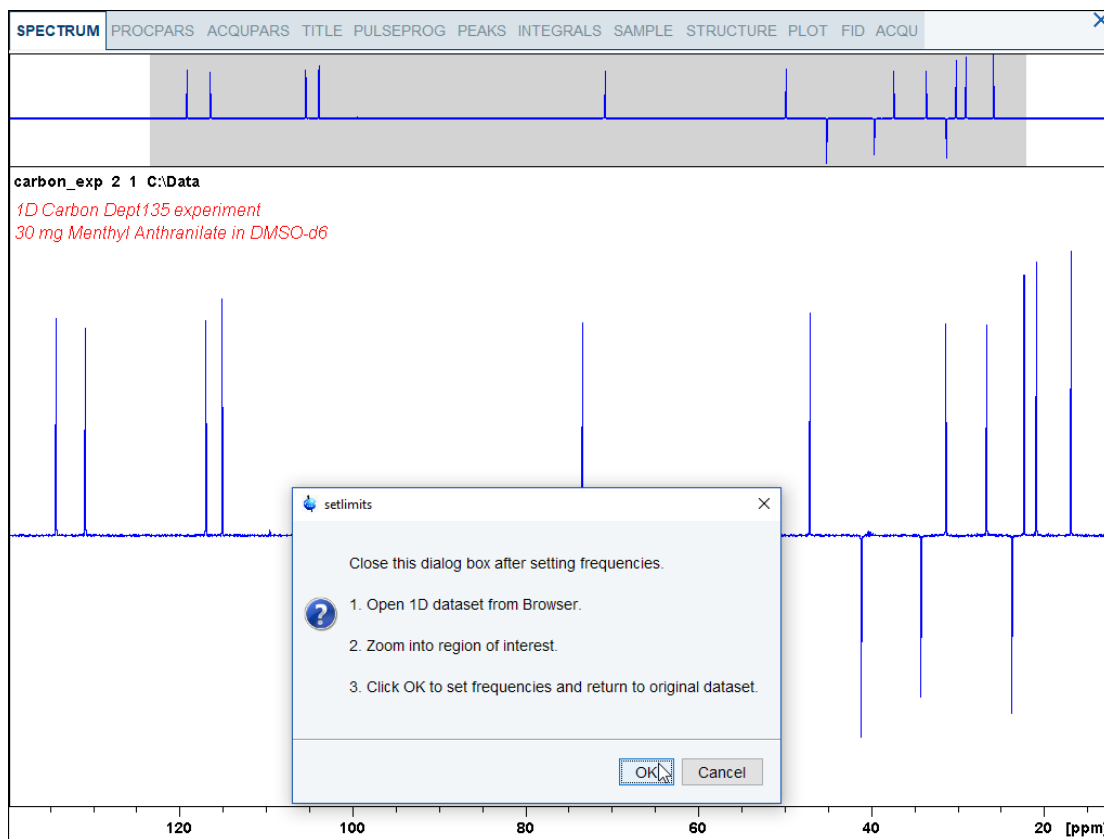 SPECTRUM PROCPARS ACQUPARS TITLE PULSEPROG PEAKS INTEGRALS SAMPLE STRUCTURE PLOT FID ACQU
carbon_exp 2 1 C:\Data
1D Carbon Dept135 experiment
30 mg Menthyl Anthranilate in DMSO-d6
setlimits
Close this dialog box after setting frequencies.
1. Open 1D dataset from Browser.
2. Zoom into region of interest.
3. Click OK to set frequencies and return to original dataset.
OK Cancel
120 100 80 60 40 20 [ppm]